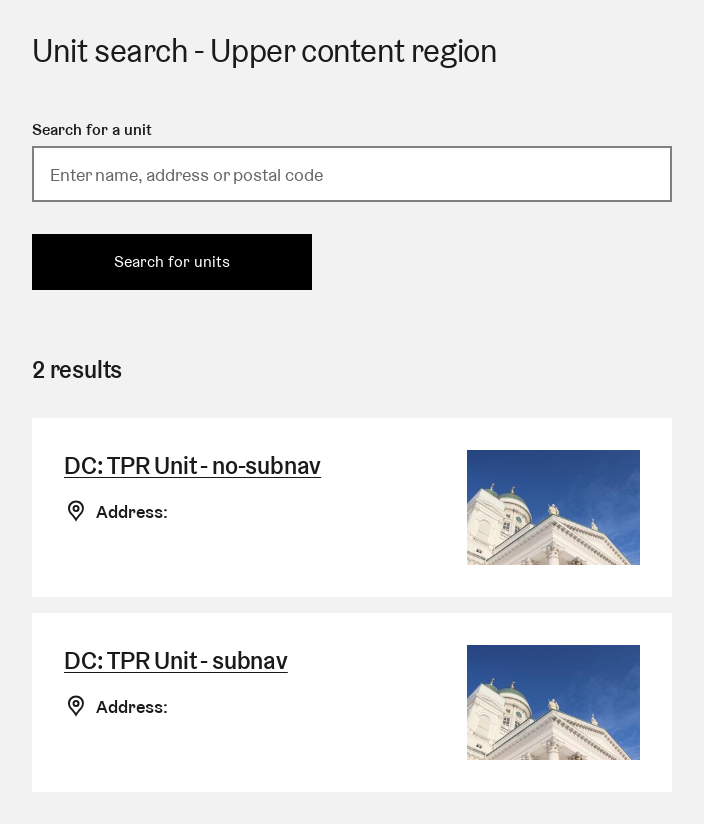 Unit search - Upper content region
Search for a unit
Enter name, address or postal code
Search for units
2 results
DC: TPR Unit - no-subnav
Address:
DC: TPR Unit - subnav
Address: